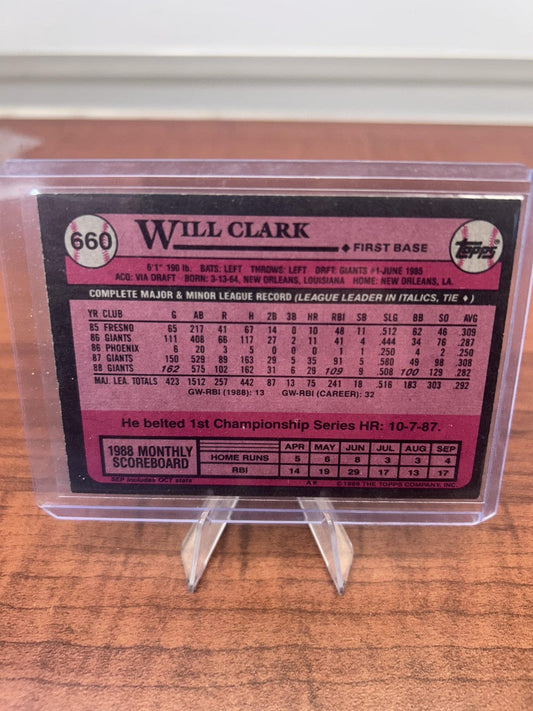 660
WILL CLARK
♦ FIRST BASE
TOPPS®
6'1" 190 lb. BATS: LEFT THROWS: LEFT DRFT: GIANTS #1-JUNE 1985
ACQ: VIA DRAFT BORN: 3-13-64, NEW ORLEANS, LOUISIANA HOME: NEW ORLEANS, LA.
COMPLETE MAJOR & MINOR LEAGUE RECORD (LEAGUE LEADER IN ITALICS, TIE ♦)
YR CLUB G AB R H 2B 3B HR RBI SB SLG BB SO AVG
85 FRESNO 65 217 41 67 14 0 10 48 11 .512 62 46 .309
86 GIANTS 111 408 66 117 27 2 11 41 4 .444 34 76 .287
86 PHOENIX 6 20 3 5 0 0 0 1 1 .250 4 2 .250
87 GIANTS 150 529 89 163 29 5 35 91 5 .580 49 98 .308
88 GIANTS 162 575 102 162 31 6 29 109 9 .508 100 129 .282
MAJ. LEA. TOTALS 423 1512 257 442 87 13 75 241 18 .516 183 303 .292
GW-RBI (1988): 13 GW-RBI (CAREER): 32
He belted 1st Championship Series HR: 10-7-87.
1988 MONTHLY SCOREBOARD
APR MAY JUN JUL AUG SEP
HOME RUNS 5 6 8 3 3 4
RBI 14 19 29 17 13 17
SEP includes OCT stats
©1989 THE TOPPS COMPANY, INC.